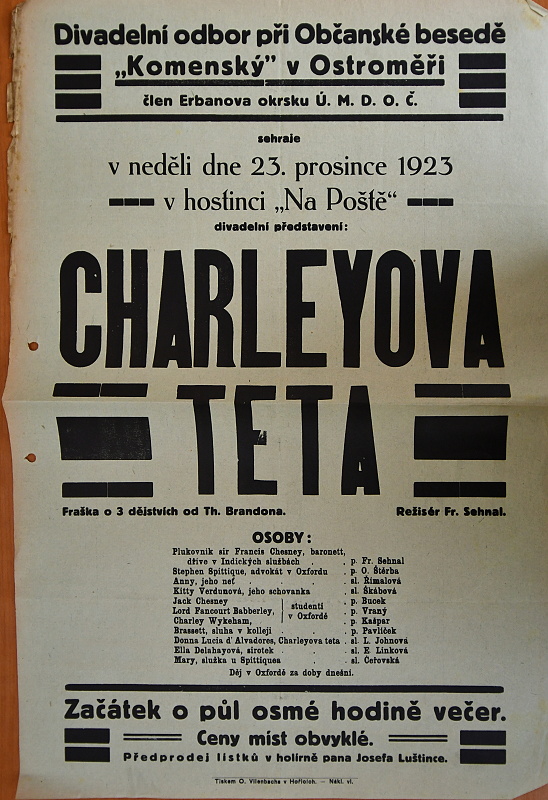 Divadelní odbor při Občanské besedě
„Komenský” v Ostroměři
člen Erbanova okrsku Ú. M. D. O. Č.
sehraje
v neděli dne 23. prosince 1923
v hostinci „Na Poště“
divadelní představení:
CHARLEYOVA
TETA
Fraška o 3 dějstvích od Th. Brandona. Režisér Fr. Sehnal.
OSOBY:
Plukovník sir Francis Chesney, baronett,
dříve v Indických službách . . p. Fr. Sehnal
Stephen Spittique, advokát v Oxfordu . p. O. Štěrba
Anny, jeho neť . . . . sl. Římalová
Kitty Verdunová, jeho schovanka . sl. Škábová
Jack Chesney . p. Bucek
Lord Fancourt Babberley, studenti v Oxfordě . p. Vraný
Charley Wykeham, . p. Kašpar
Brassett, sluha v kolleji . . . p. Pavlíček
Donna Lucia d' Alvadores, Charleyova teta . sl. L. Johnová
Ella Delahayová, sirotek . . . sl. E Linková
Mary, služka u Spittiquea . . sl. Ceřovská
Děj v Oxfordě za doby dnešní.
Začátek o půl osmé hodině večer.
Ceny míst obvyklé.
Předprodej lístků v holírně pana Josefa Luštince.
Tiskem O. Vilenbacha v Hořicích. — Nákl. vl.